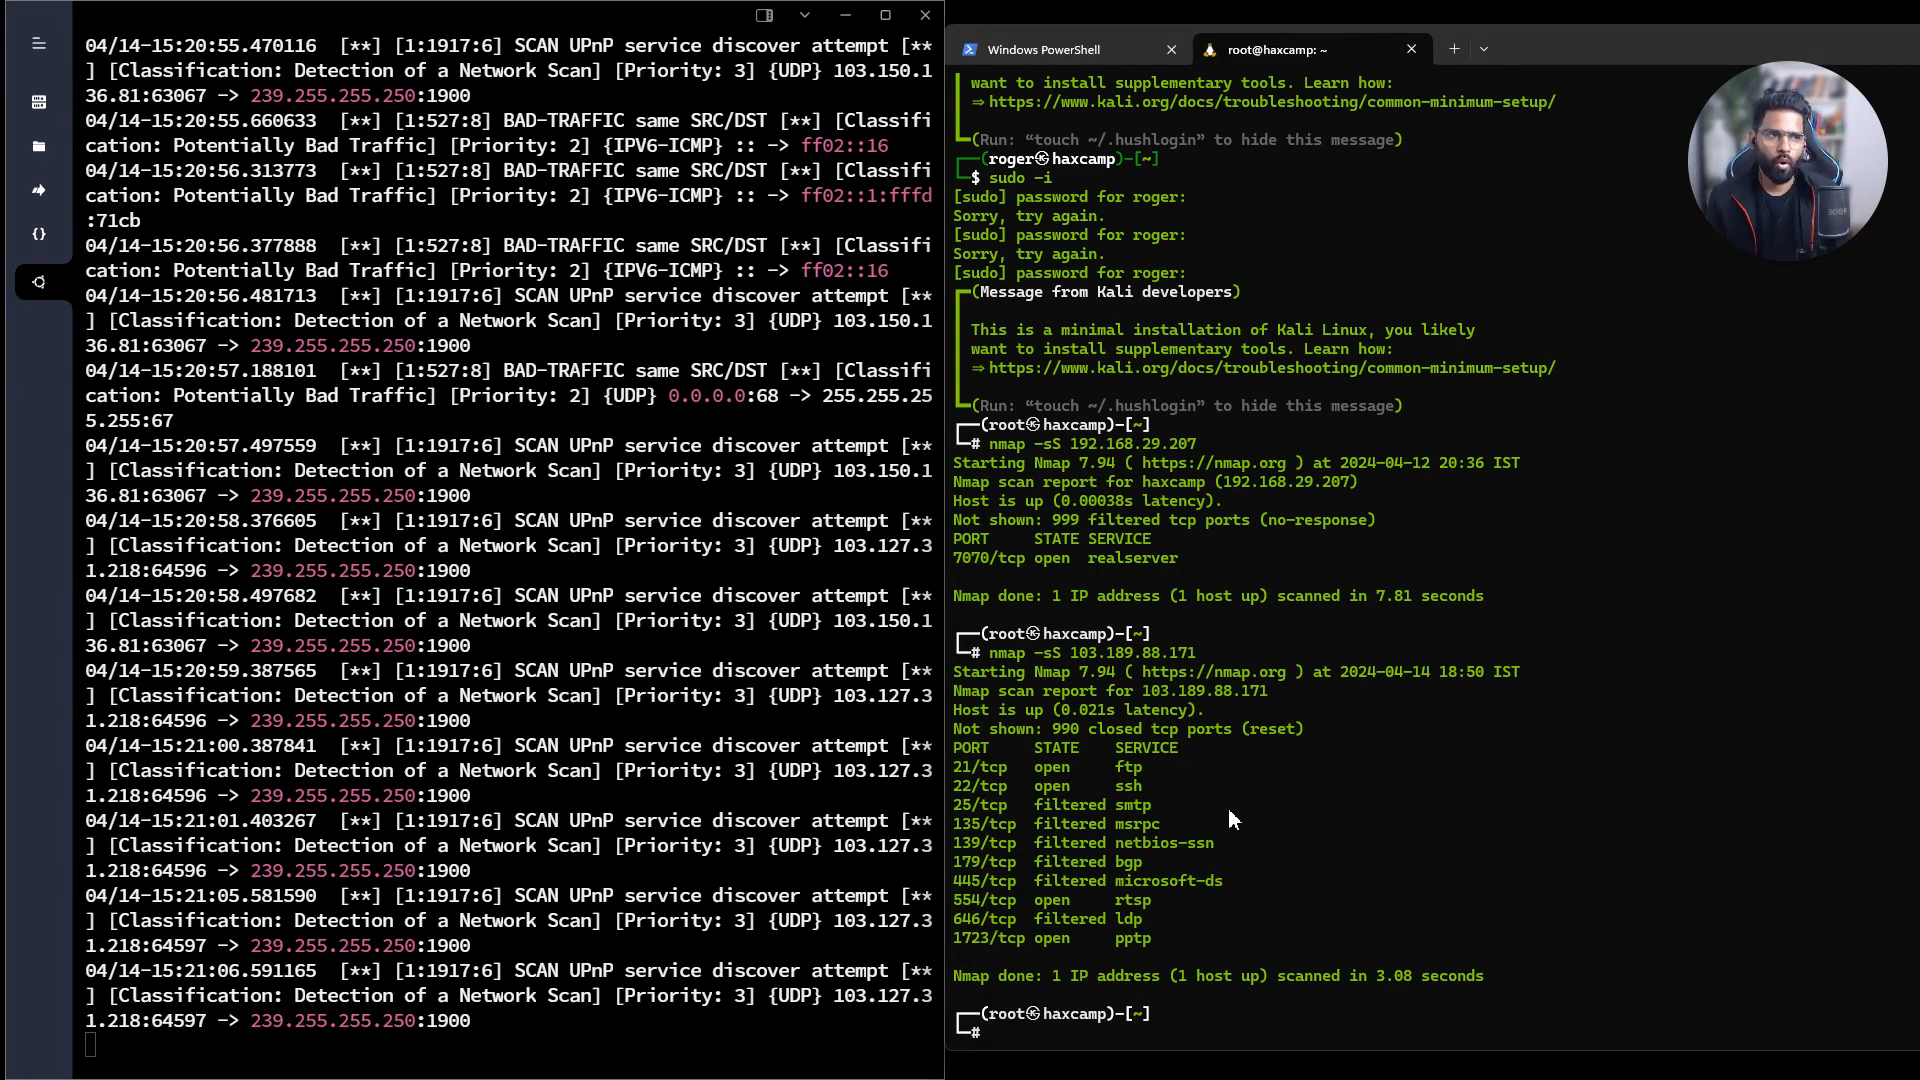 04/14-15:20:55.470116  [**] [1:1917:6] SCAN UPnP service discover attempt [**
] [Classification: Detection of a Network Scan] [Priority: 3] {UDP} 103.150.1
36.81:63067 -> 239.255.255.250:1900
04/14-15:20:55.660633  [**] [1:527:8] BAD-TRAFFIC same SRC/DST [**] [Classifi
cation: Potentially Bad Traffic] [Priority: 2] {IPV6-ICMP} :: -> ff02::16
04/14-15:20:56.313773  [**] [1:527:8] BAD-TRAFFIC same SRC/DST [**] [Classifi
cation: Potentially Bad Traffic] [Priority: 2] {IPV6-ICMP} :: -> ff02::1:fffd
:71cb
04/14-15:20:56.377888  [**] [1:527:8] BAD-TRAFFIC same SRC/DST [**] [Classifi
cation: Potentially Bad Traffic] [Priority: 2] {IPV6-ICMP} :: -> ff02::16
04/14-15:20:56.481713  [**] [1:1917:6] SCAN UPnP service discover attempt [**
] [Classification: Detection of a Network Scan] [Priority: 3] {UDP} 103.150.1
36.81:63067 -> 239.255.255.250:1900
04/14-15:20:57.188101  [**] [1:527:8] BAD-TRAFFIC same SRC/DST [**] [Classifi
cation: Potentially Bad Traffic] [Priority: 2] {UDP} 0.0.0.0:68 -> 255.255.25
5.255:67
04/14-15:20:57.497559  [**] [1:1917:6] SCAN UPnP service discover attempt [**
] [Classification: Detection of a Network Scan] [Priority: 3] {UDP} 103.150.1
36.81:63067 -> 239.255.255.250:1900
04/14-15:20:58.376605  [**] [1:1917:6] SCAN UPnP service discover attempt [**
] [Classification: Detection of a Network Scan] [Priority: 3] {UDP} 103.127.3
1.218:64596 -> 239.255.255.250:1900
04/14-15:20:58.497682  [**] [1:1917:6] SCAN UPnP service discover attempt [**
] [Classification: Detection of a Network Scan] [Priority: 3] {UDP} 103.150.1
36.81:63067 -> 239.255.255.250:1900
04/14-15:20:59.387565  [**] [1:1917:6] SCAN UPnP service discover attempt [**
] [Classification: Detection of a Network Scan] [Priority: 3] {UDP} 103.127.3
1.218:64596 -> 239.255.255.250:1900
04/14-15:21:00.387841  [**] [1:1917:6] SCAN UPnP service discover attempt [**
] [Classification: Detection of a Network Scan] [Priority: 3] {UDP} 103.127.3
1.218:64596 -> 239.255.255.250:1900
04/14-15:21:01.403267  [**] [1:1917:6] SCAN UPnP service discover attempt [**
] [Classification: Detection of a Network Scan] [Priority: 3] {UDP} 103.127.3
1.218:64596 -> 239.255.255.250:1900
04/14-15:21:05.581590  [**] [1:1917:6] SCAN UPnP service discover attempt [**
] [Classification: Detection of a Network Scan] [Priority: 3] {UDP} 103.127.3
1.218:64597 -> 239.255.255.250:1900
04/14-15:21:06.591165  [**] [1:1917:6] SCAN UPnP service discover attempt [**
] [Classification: Detection of a Network Scan] [Priority: 3] {UDP} 103.127.3
1.218:64597 -> 239.255.255.250:1900
Windows PowerShell
root@haxcamp: ~
want to install supplementary tools. Learn how:
⇒ https://www.kali.org/docs/troubleshooting/common-minimum-setup/
(Run: “touch ~/.hushlogin” to hide this message)
(roger㉿haxcamp)-[~]
$ sudo -i
[sudo] password for roger:
Sorry, try again.
[sudo] password for roger:
Sorry, try again.
[sudo] password for roger:
(Message from Kali developers)
This is a minimal installation of Kali Linux, you likely
want to install supplementary tools. Learn how:
⇒ https://www.kali.org/docs/troubleshooting/common-minimum-setup/
(Run: “touch ~/.hushlogin” to hide this message)
(root㉿haxcamp)-[~]
# nmap -sS 192.168.29.207
Starting Nmap 7.94 ( https://nmap.org ) at 2024-04-12 20:36 IST
Nmap scan report for haxcamp (192.168.29.207)
Host is up (0.00038s latency).
Not shown: 999 filtered tcp ports (no-response)
PORT     STATE SERVICE
7070/tcp open  realserver
Nmap done: 1 IP address (1 host up) scanned in 7.81 seconds
(root㉿haxcamp)-[~]
# nmap -sS 103.189.88.171
Starting Nmap 7.94 ( https://nmap.org ) at 2024-04-14 18:50 IST
Nmap scan report for 103.189.88.171
Host is up (0.021s latency).
Not shown: 990 closed tcp ports (reset)
PORT     STATE    SERVICE
21/tcp   open     ftp
22/tcp   open     ssh
25/tcp   filtered smtp
135/tcp  filtered msrpc
139/tcp  filtered netbios-ssn
179/tcp  filtered bgp
445/tcp  filtered microsoft-ds
554/tcp  open     rtsp
646/tcp  filtered ldp
1723/tcp open     pptp
Nmap done: 1 IP address (1 host up) scanned in 3.08 seconds
(root㉿haxcamp)-[~]
#